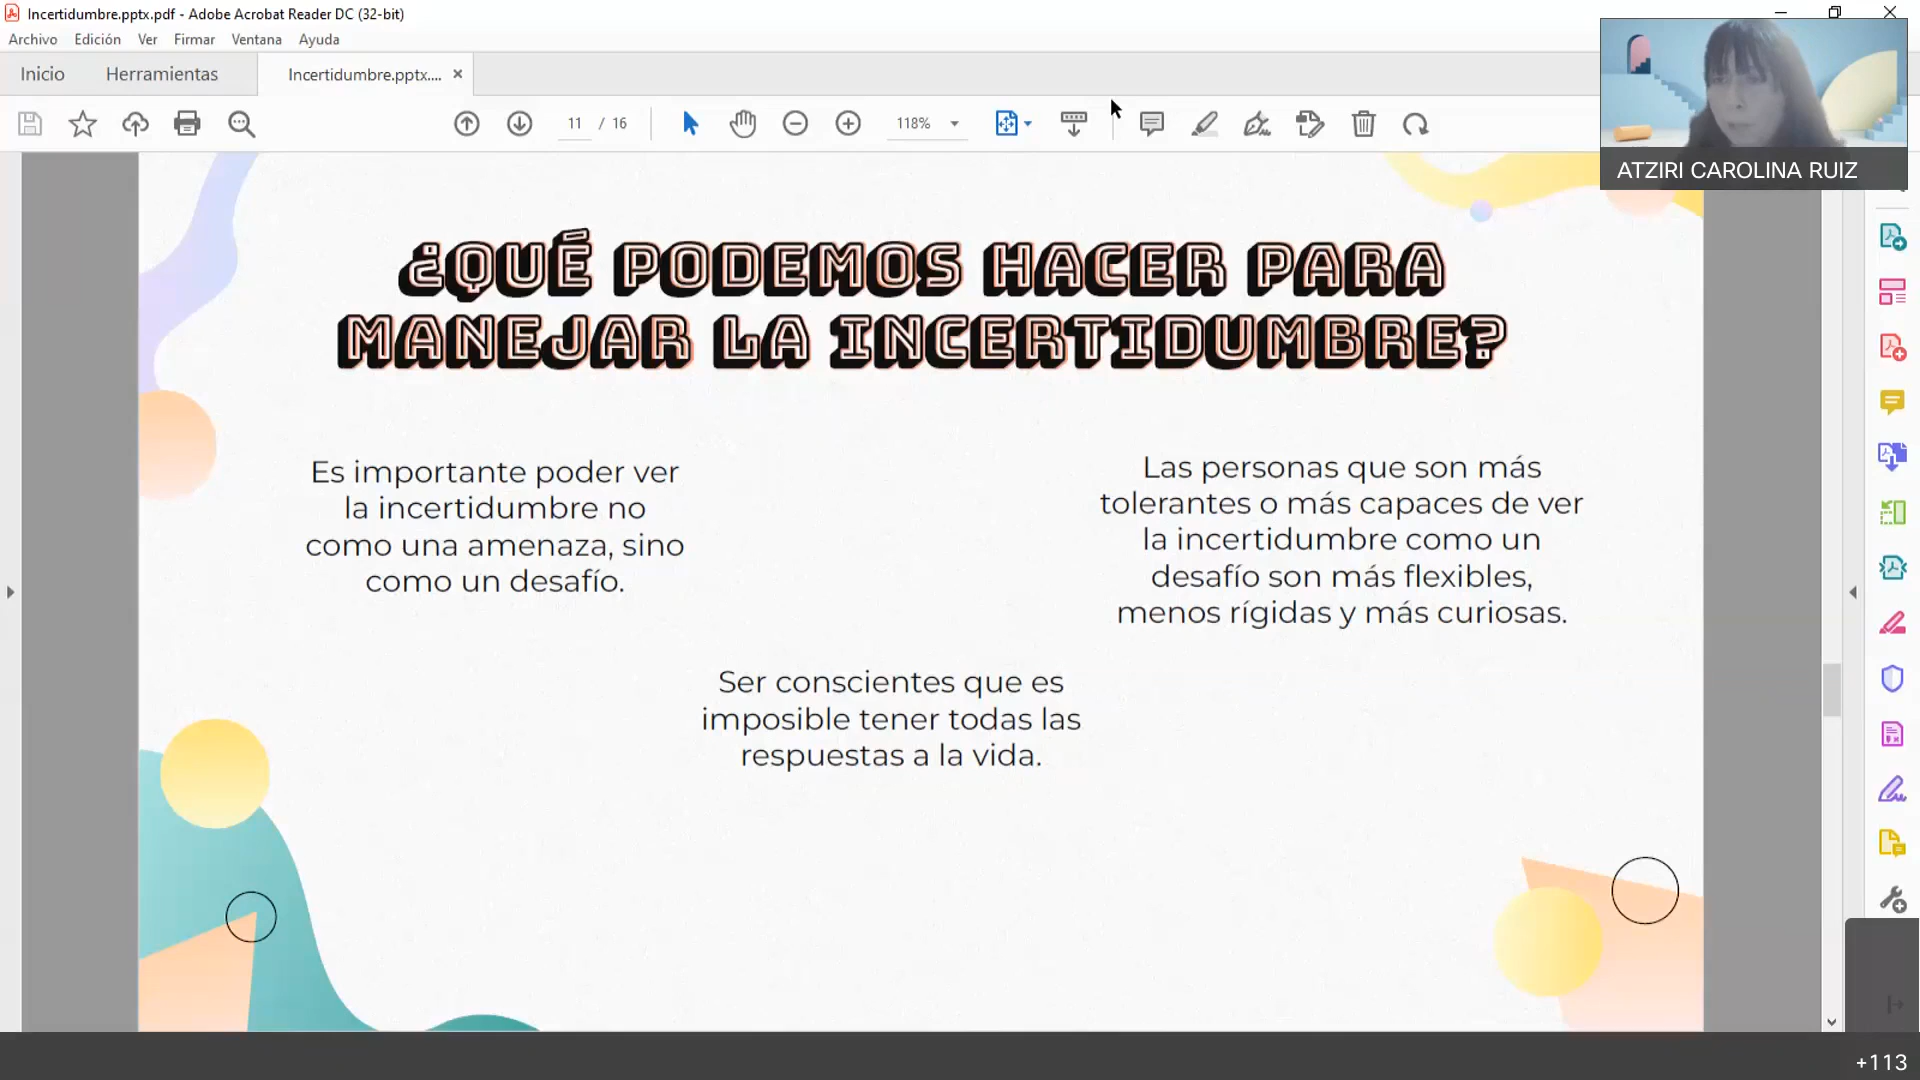 Incertidumbre.pptx.pdf - Adobe Acrobat Reader DC (32-bit)
Archivo Edición Ver Firmar Ventana Ayuda
Inicio Herramientas Incertidumbre.pptx....
11 / 16 118%
ATZIRI CAROLINA RUIZ
¿QUÉ PODEMOS HACER PARA
MANEJAR LA INCERTIDUMBRE?
Es importante poder ver
la incertidumbre no
como una amenaza, sino
como un desafío.
Las personas que son más
tolerantes o más capaces de ver
la incertidumbre como un
desafío son más flexibles,
menos rígidas y más curiosas.
Ser conscientes que es
imposible tener todas las
respuestas a la vida.
+113